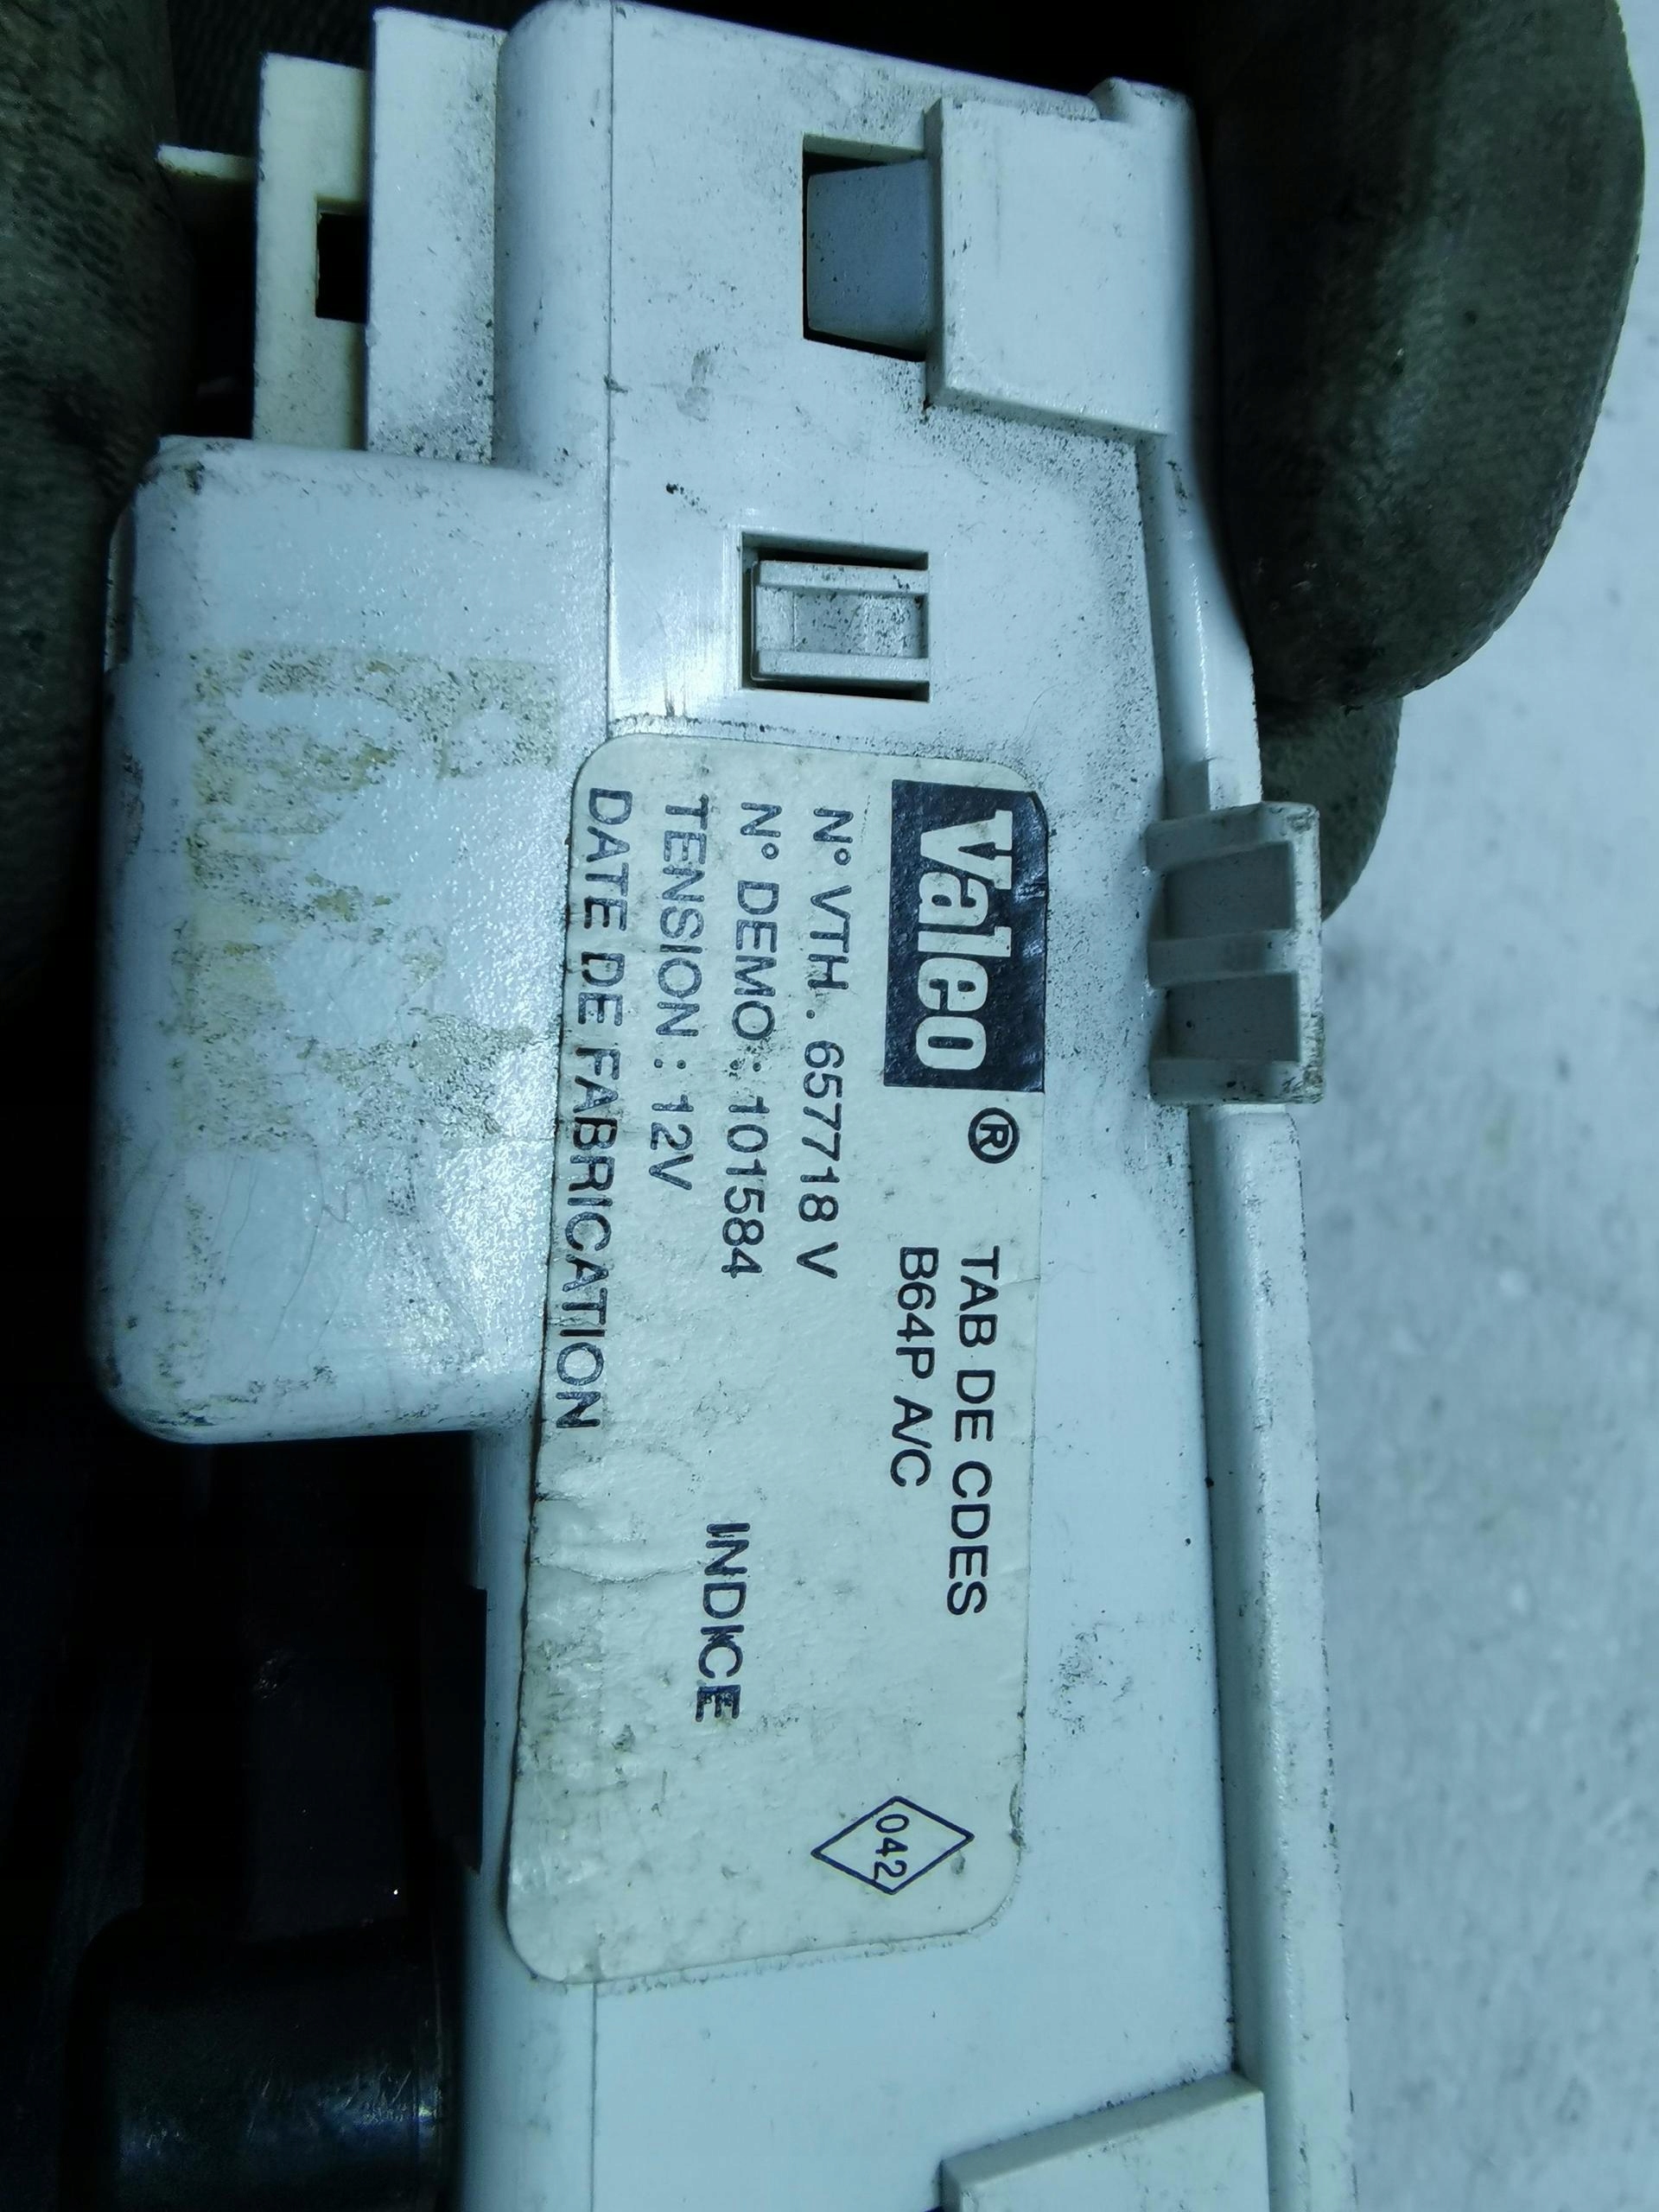 Valeo ® TAB DE CDES
B64P A/C
N° VTH . 657718 V
N° DEMO : 101584
INDICE
TENSION : 12V
DATE DE FABRICATION
042